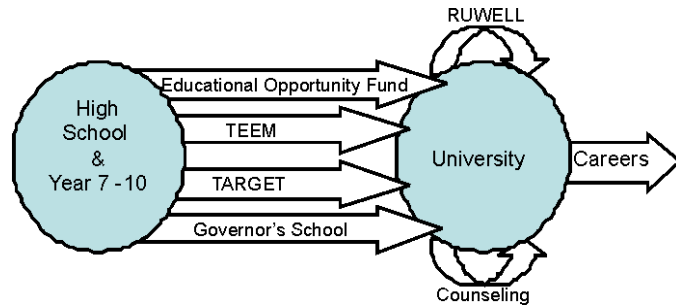 RUWELL
Educational Opportunity Fund
High
School
&
Year 7 -10
TEEM
University
Careers
TARGET
Governor's School
Counseling